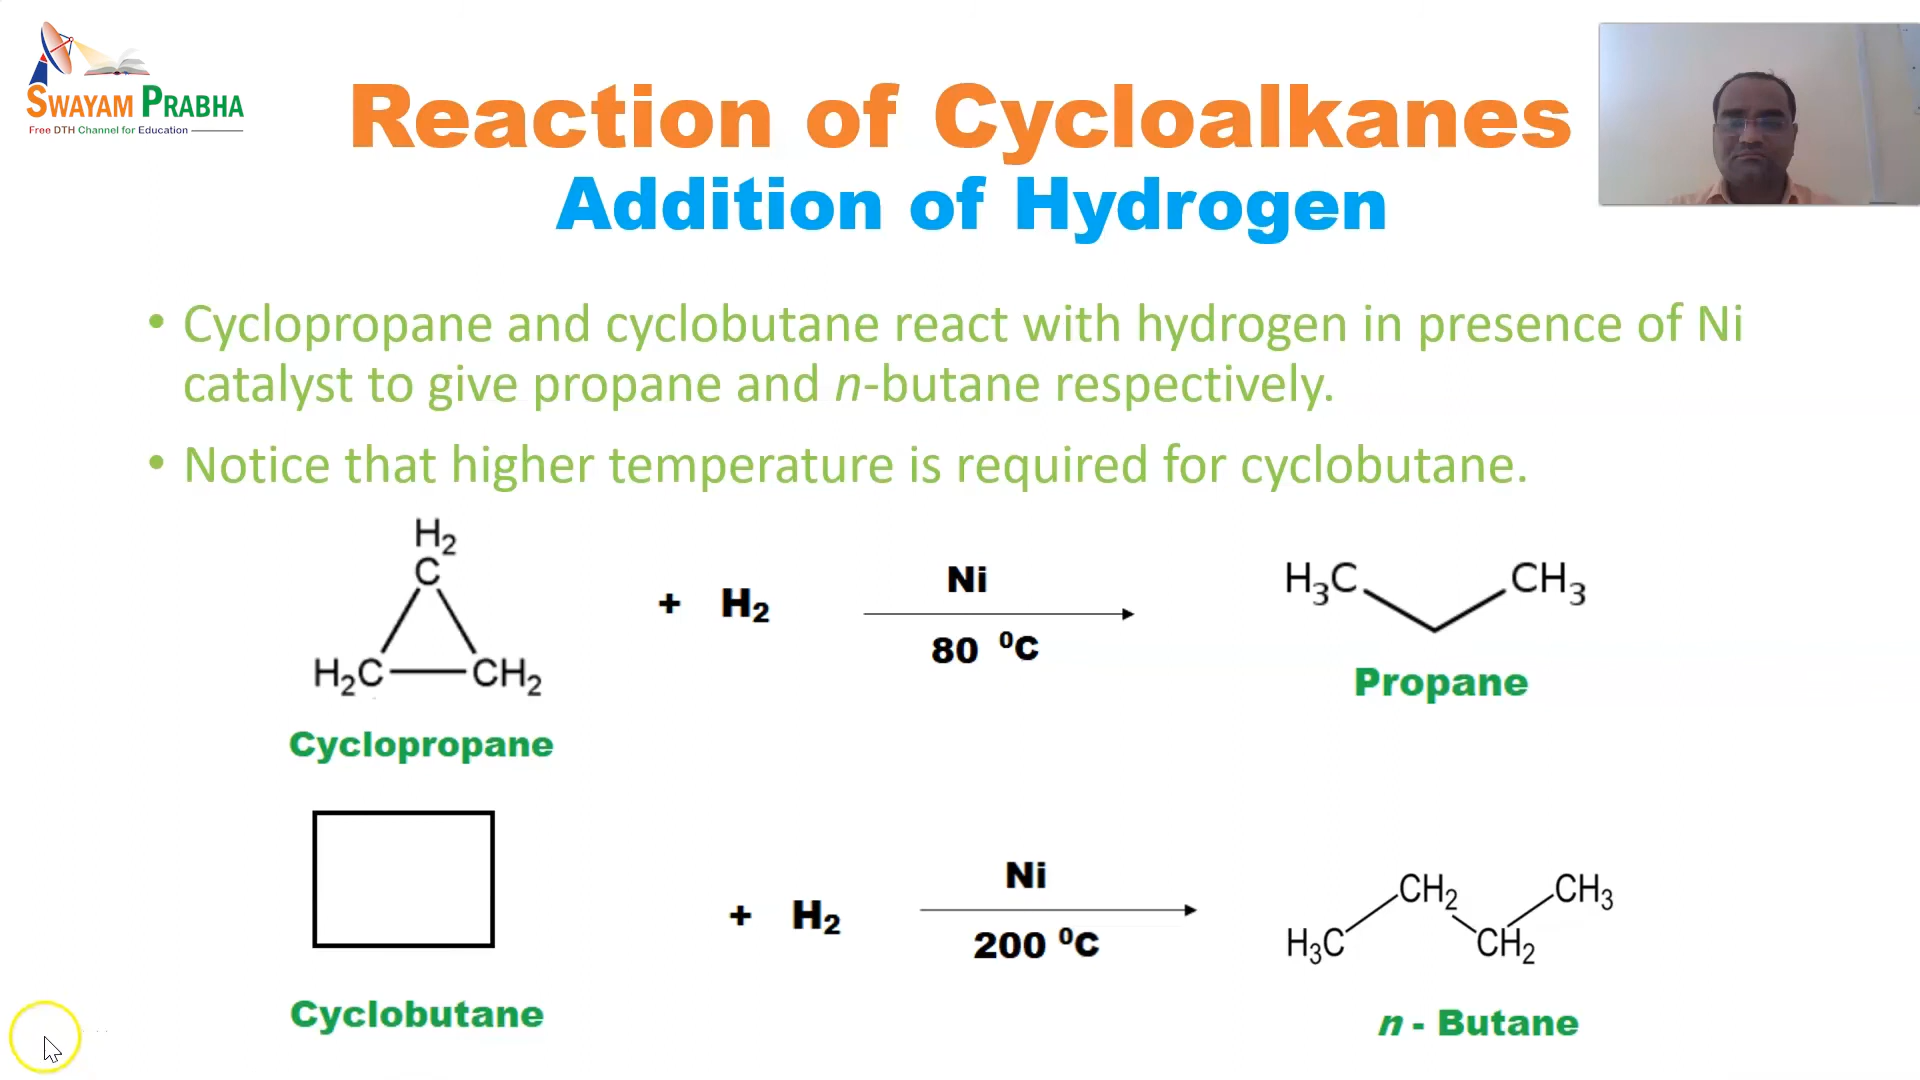 SWAYAM PRABHA
Free DTH Channel for Education
Reaction of Cycloalkanes
Addition of Hydrogen
• Cyclopropane and cyclobutane react with hydrogen in presence of Ni
catalyst to give propane and n-butane respectively.
• Notice that higher temperature is required for cyclobutane.
H2
C
H2C CH2
+ H2
Ni
80 ⁰C
H3C CH3
Propane
Cyclopropane
+ H2
Ni
200 ⁰C
CH2 CH3
H3C CH2
Cyclobutane
n - Butane